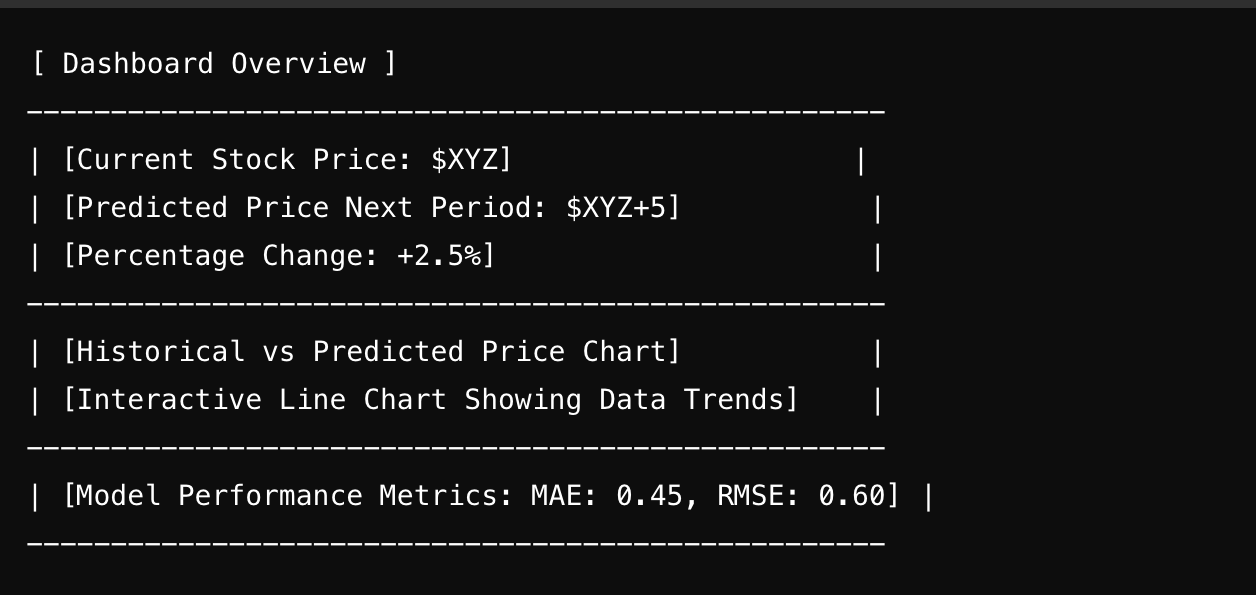 [ Dashboard Overview ]
---------------------------------------------------
| [Current Stock Price: $XYZ]                    |
| [Predicted Price Next Period: $XYZ+5]           |
| [Percentage Change: +2.5%]                      |
---------------------------------------------------
| [Historical vs Predicted Price Chart]           |
| [Interactive Line Chart Showing Data Trends]    |
---------------------------------------------------
| [Model Performance Metrics: MAE: 0.45, RMSE: 0.60] |
---------------------------------------------------